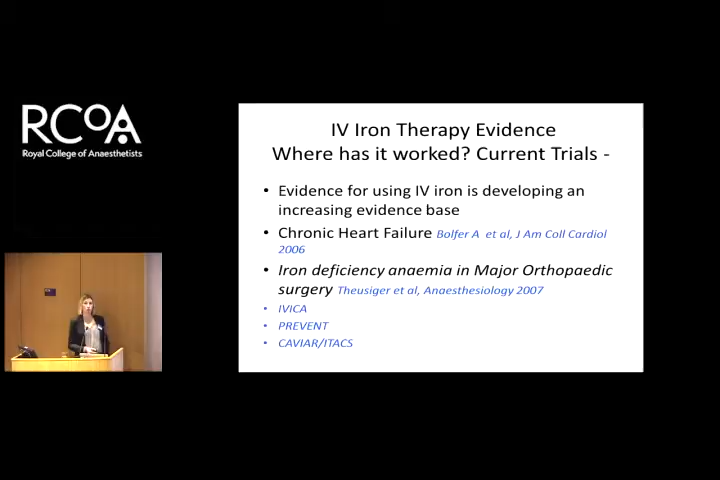 RCoA
Royal College of Anaesthetists
IV Iron Therapy Evidence
Where has it worked? Current Trials -
• Evidence for using IV iron is developing an
increasing evidence base
• Chronic Heart Failure Bolfer A et al, J Am Coll Cardiol
2006
• Iron deficiency anaemia in Major Orthopaedic
surgery Theusiger et al, Anaesthesiology 2007
• IVICA
• PREVENT
• CAVIAR/ITACS